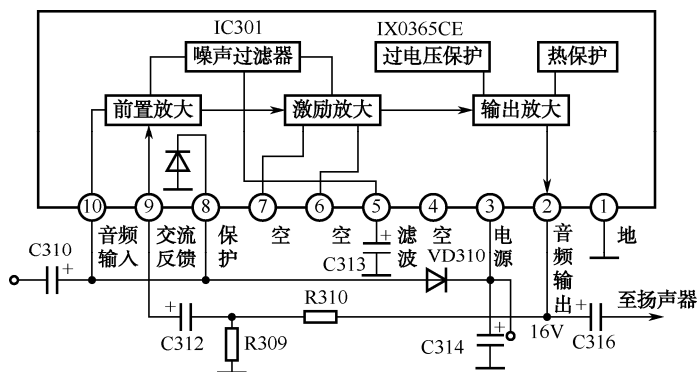 IC301
IX0365CE
噪声过滤器
过电压保护
热保护
前置放大
激励放大
输出放大
10
9
8
7
6
5
4
3
2
1
音频输入
交流反馈
保护
空
空
滤波
空
电源
音频输出
地
C310
+
+
C313
VD310
+
C312
R309
R310
C314
+
16V
+
C316
至扬声器